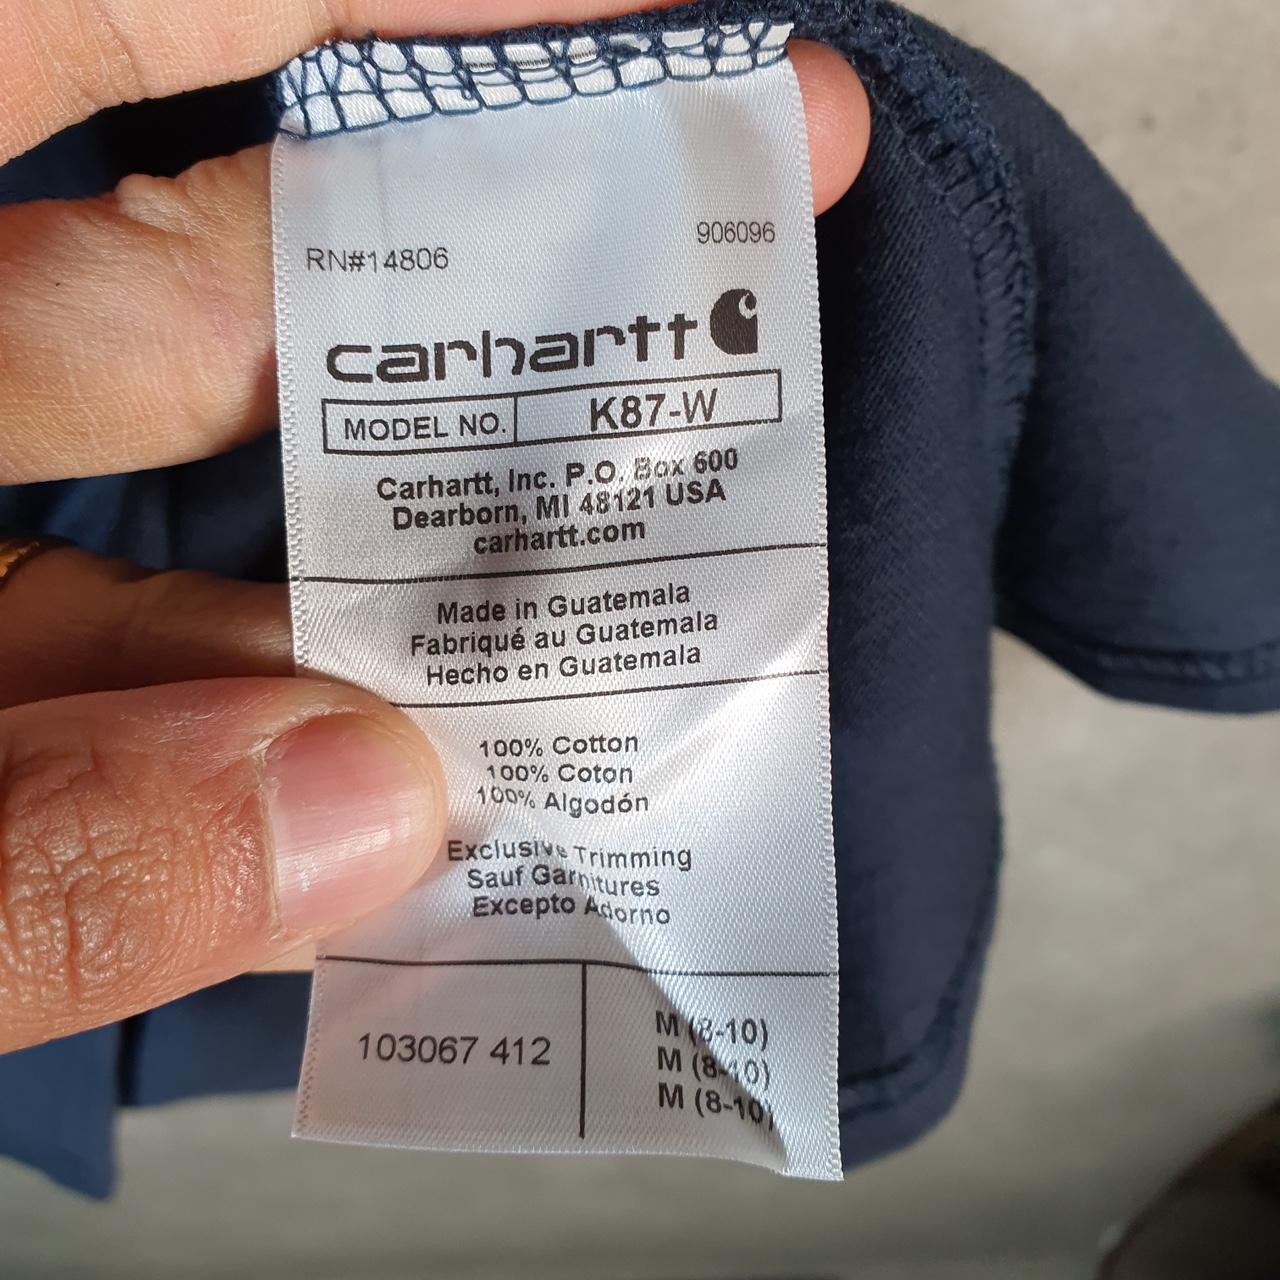 RN#14806
906096
carhartt
MODEL NO. K87-W
Carhartt, Inc. P.O. Box 600
Dearborn, MI 48121 USA
carhartt.com
Made in Guatemala
Fabriqué au Guatemala
Hecho en Guatemala
100% Cotton
100% Coton
100% Algodón
Exclusive Trimming
Sauf Garnitures
Excepto Adorno
103067 412
M (8-10)
M (8-10)
M (8-10)